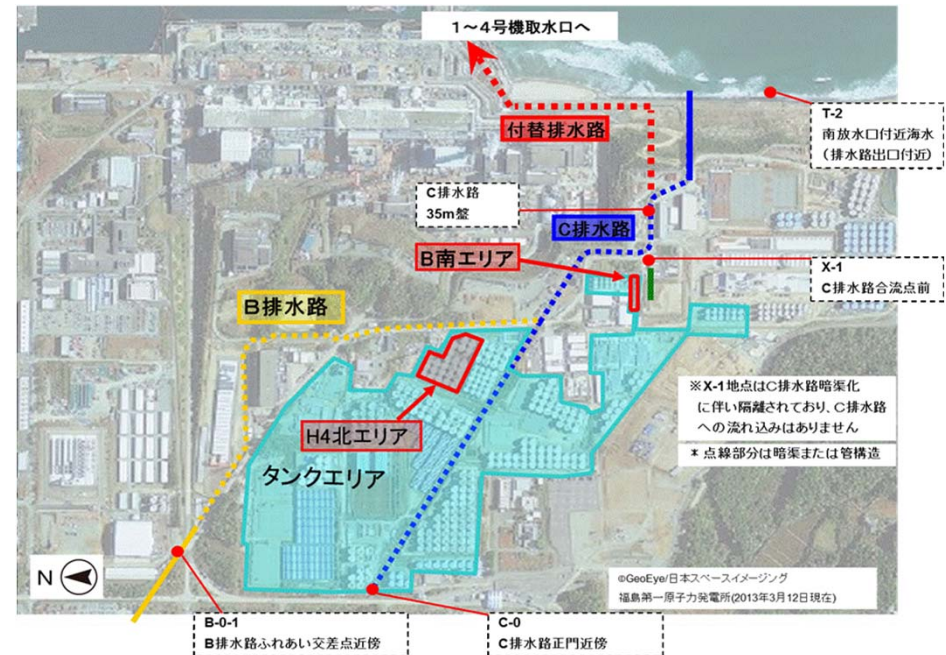 1～4号機取水口へ
T-2
南放水口付近海水
(排水路出口付近)
付替排水路
C排水路
35m盤
C排水路
B南エリア
X-1
C排水路合流点前
B排水路
※X-1地点はC排水路暗渠化
に伴い隔離されており、C排水路
への流れ込みはありません
＊点線部分は暗渠または管構造
H4北エリア
タンクエリア
N
©GeoEye/日本スペースイメージング
福島第一原子力発電所(2013年3月12日現在)
B-0-1
B排水路ふれあい交差点近傍
C-0
C排水路正門近傍